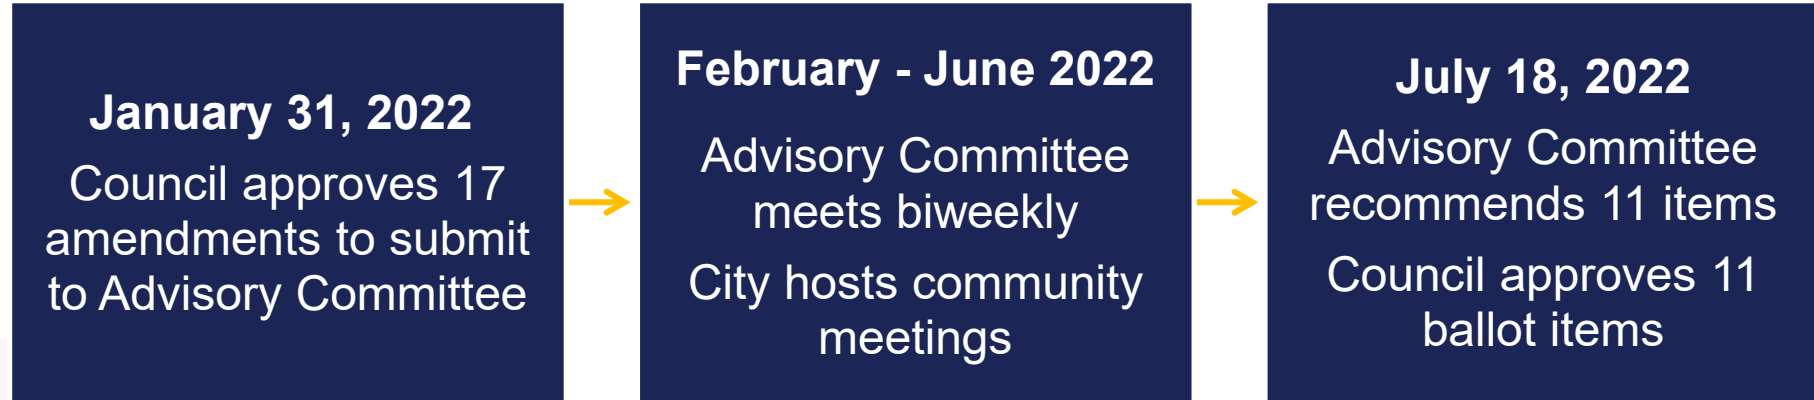 January 31, 2022
Council approves 17
amendments to submit
to Advisory Committee
February - June 2022
Advisory Committee
meets biweekly
City hosts community
meetings
July 18, 2022
Advisory Committee
recommends 11 items
Council approves 11
ballot items